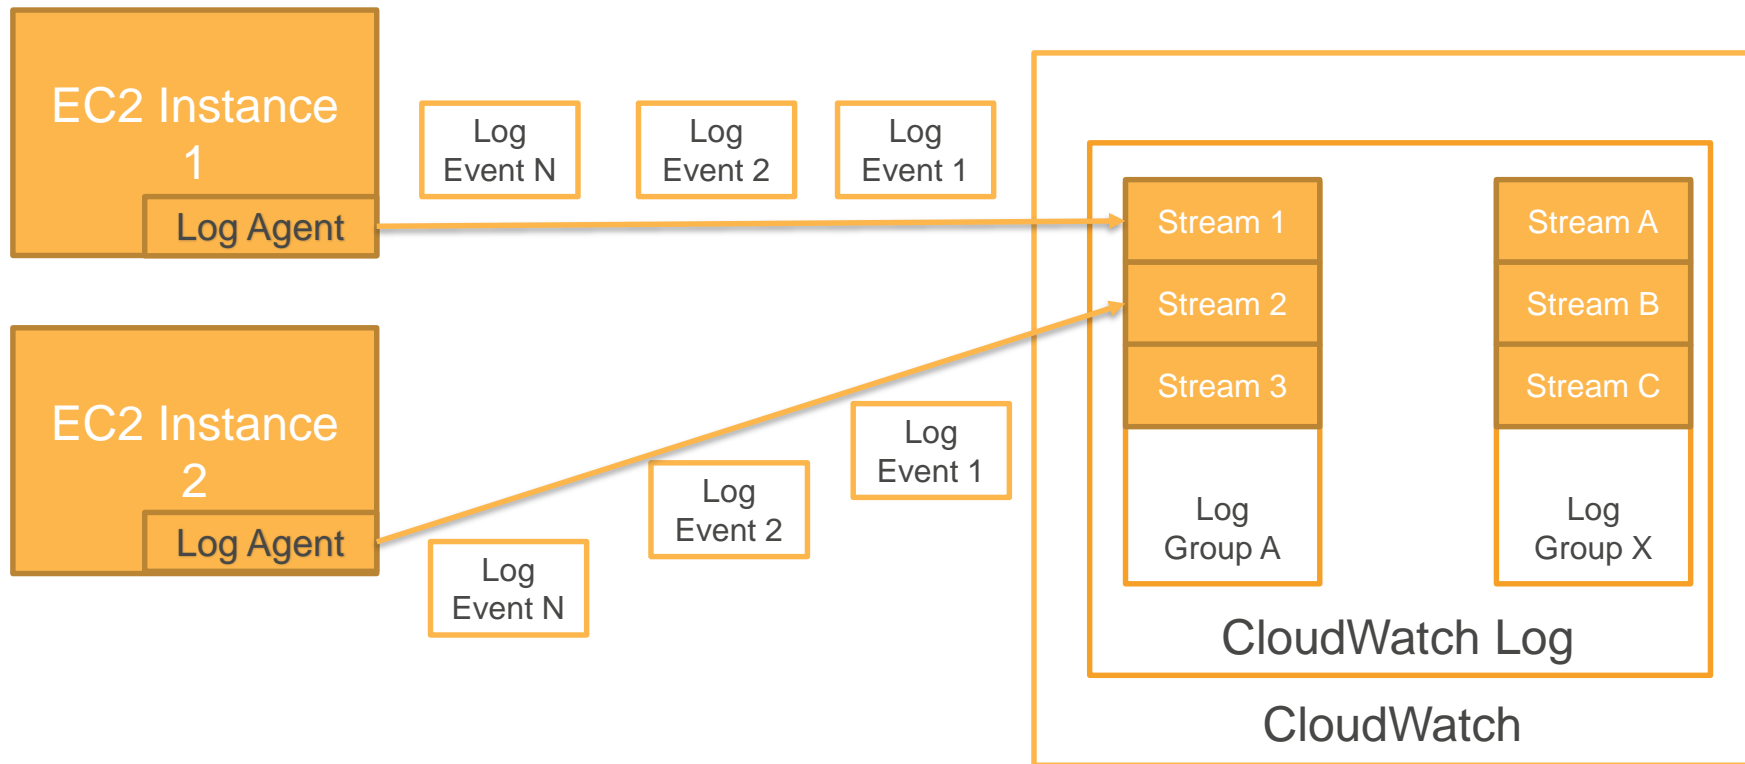 EC2 Instance
1
Log Agent
Log
Event N
Log
Event 2
Log
Event 1
EC2 Instance
2
Log Agent
Log
Event N
Log
Event 2
Log
Event 1
Stream 1
Stream 2
Stream 3
Log
Group A
Stream A
Stream B
Stream C
Log
Group X
CloudWatch Log
CloudWatch